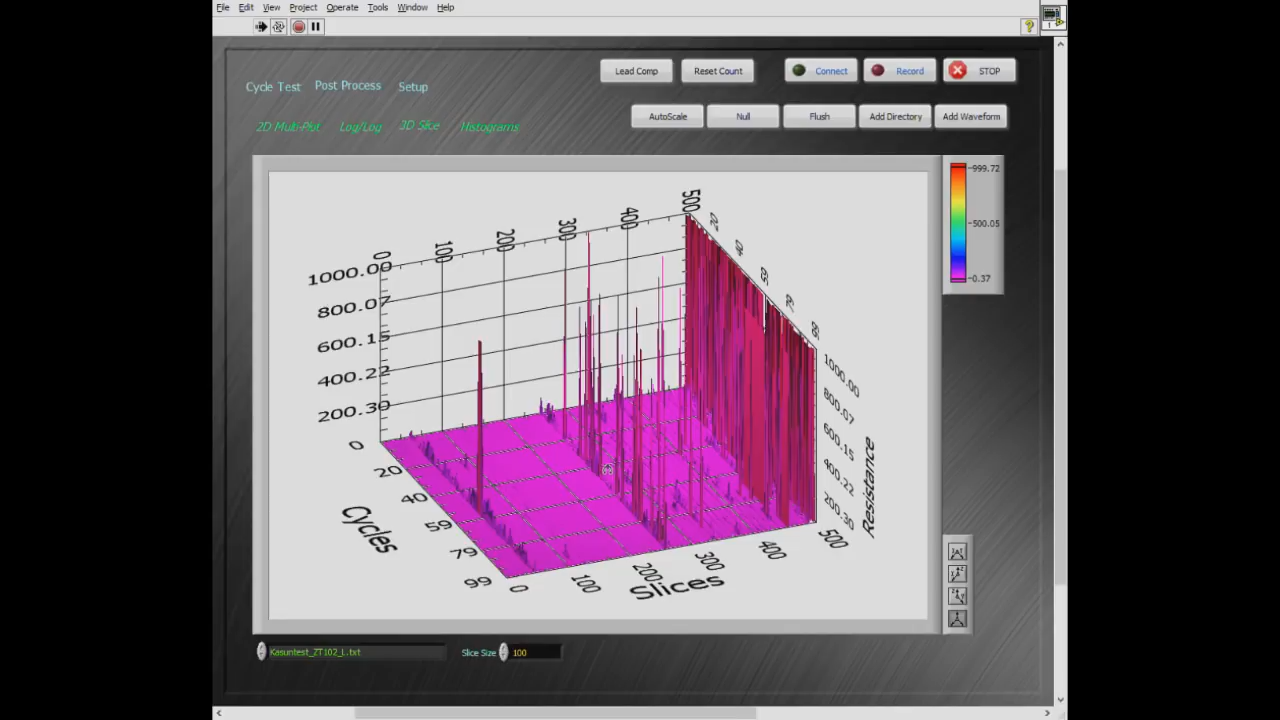 File Edit View Project Operate Tools Window Help
Lead Comp Reset Count Connect Record STOP
Cycle Test Post Process Setup
AutoScale Null Flush Add Directory Add Waveform
2D Multi-Plot Log/Log 3D Slice Histograms
999.72
500.05
0.37
0 100 200 300 400 500
1000.00
800.07
600.15
400.22
200.30
0
20
40
59
79
99
Cycles
0 100 200 300 400 500
Slices
1000.00
800.07
600.15
400.22
200.30
Resistance
Kasuntest_ZT102_L.txt Slice Size 100